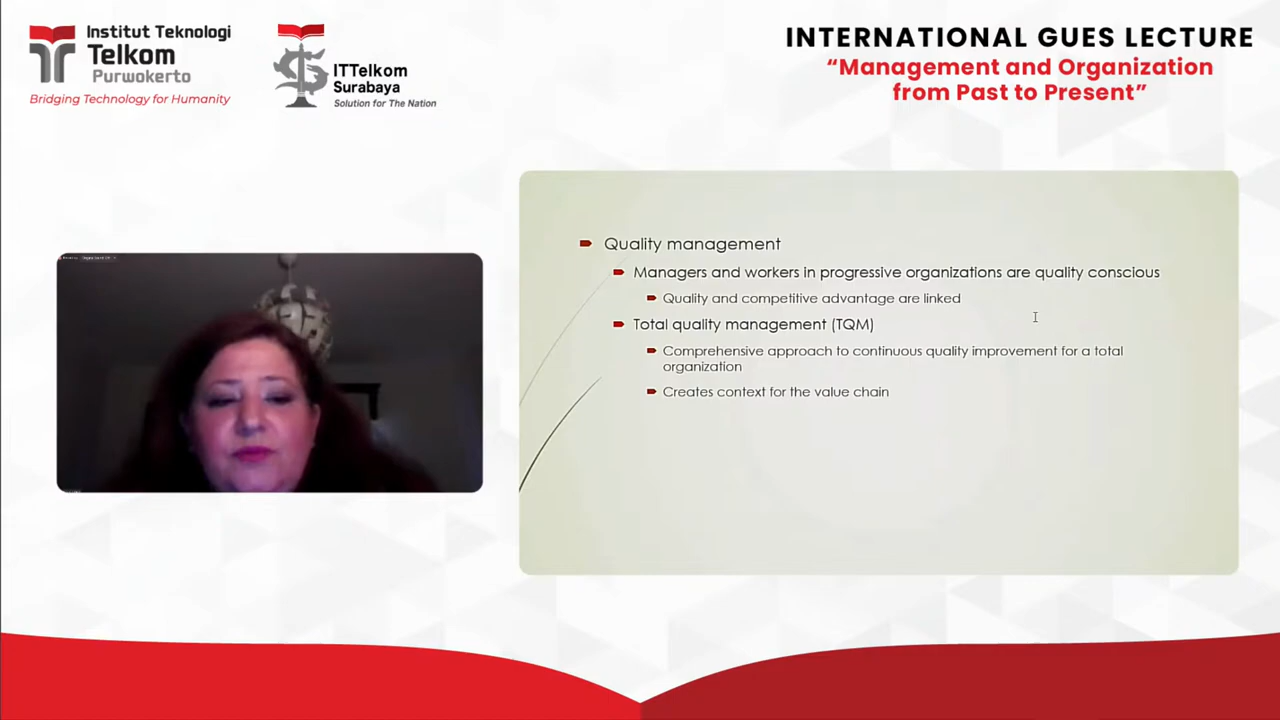 Institut Teknologi
Telkom
Purwokerto
Bridging Technology for Humanity
ITTelkom
Surabaya
Solution for The Nation
INTERNATIONAL GUES LECTURE
“Management and Organization
from Past to Present”
Quality management
Managers and workers in progressive organizations are quality conscious
Quality and competitive advantage are linked
Total quality management (TQM)
Comprehensive approach to continuous quality improvement for a total
organization
Creates context for the value chain